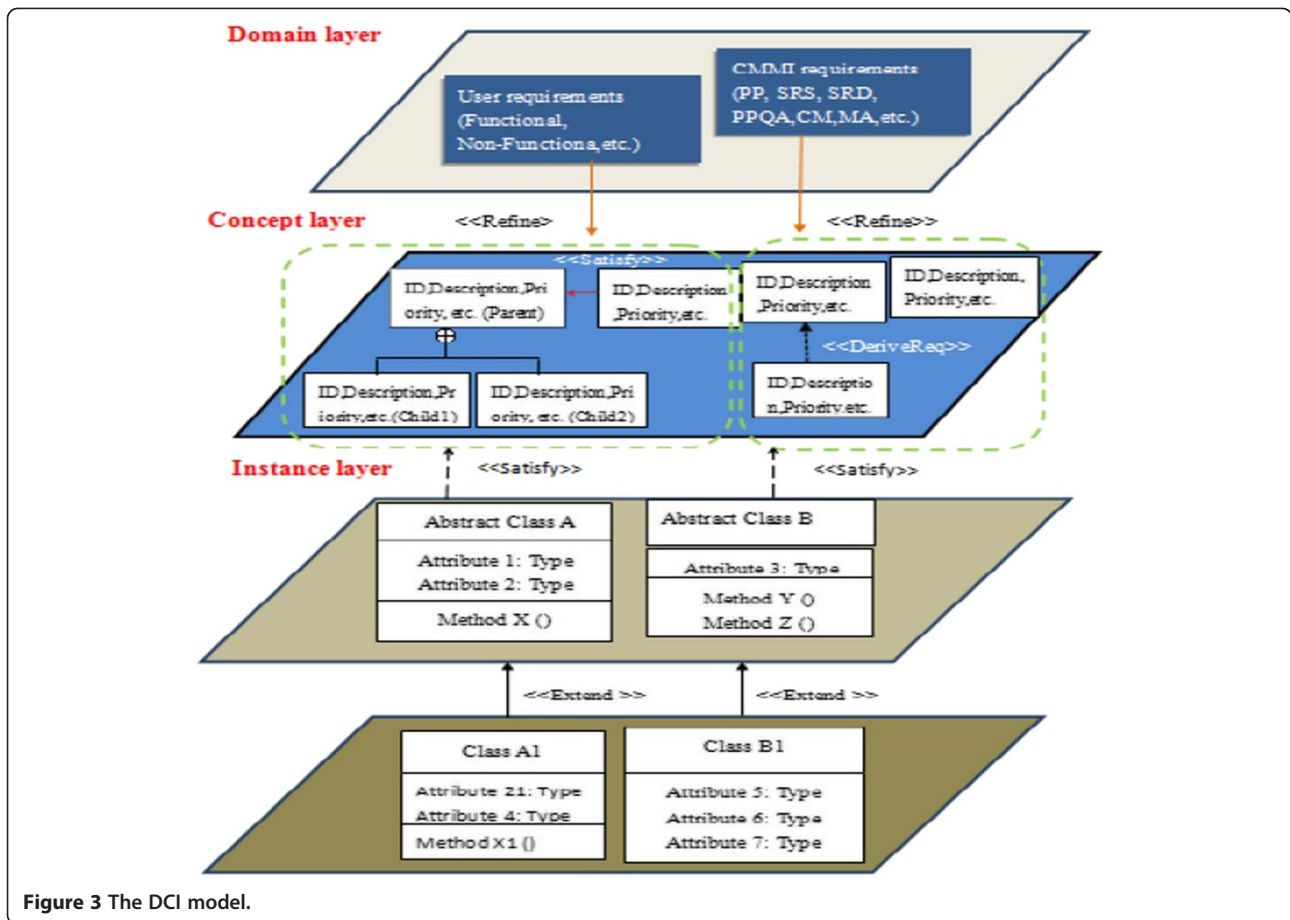 Domain layer
CMMI requirements
(PP, SRS, SRD,
PPQA,CM,MA,etc.)
User requirements
(Functional,
Non-Functiona,etc.)
Concept layer
<<Refine>
<<Refine>>
<<Satisfy>>
ID,Description,Pri
ority, etc. (Parent)
ID,Description
,Priority,etc.
ID,Description
,Priority,etc.
ID,Description,
Priority,etc.
<<DeriveReq>>
ID,Description,Pr
iority,etc.(Child1)
ID,Description,Pri
ority, etc. (Child2)
ID,Descriptio
n,Priority.etc.
Instance layer
<<Satisfy>>
<<Satisfy>>
Abstract Class A
Attribute 1: Type
Attribute 2: Type
Method X ()
Abstract Class B
Attribute 3: Type
Method Y ()
Method Z ()
<<Extend >>
<<Extend >>
Class A1
Attribute 21: Type
Attribute 4: Type
Method X1 ()
Class B1
Attribute 5: Type
Attribute 6: Type
Attribute 7: Type
Figure 3 The DCI model.